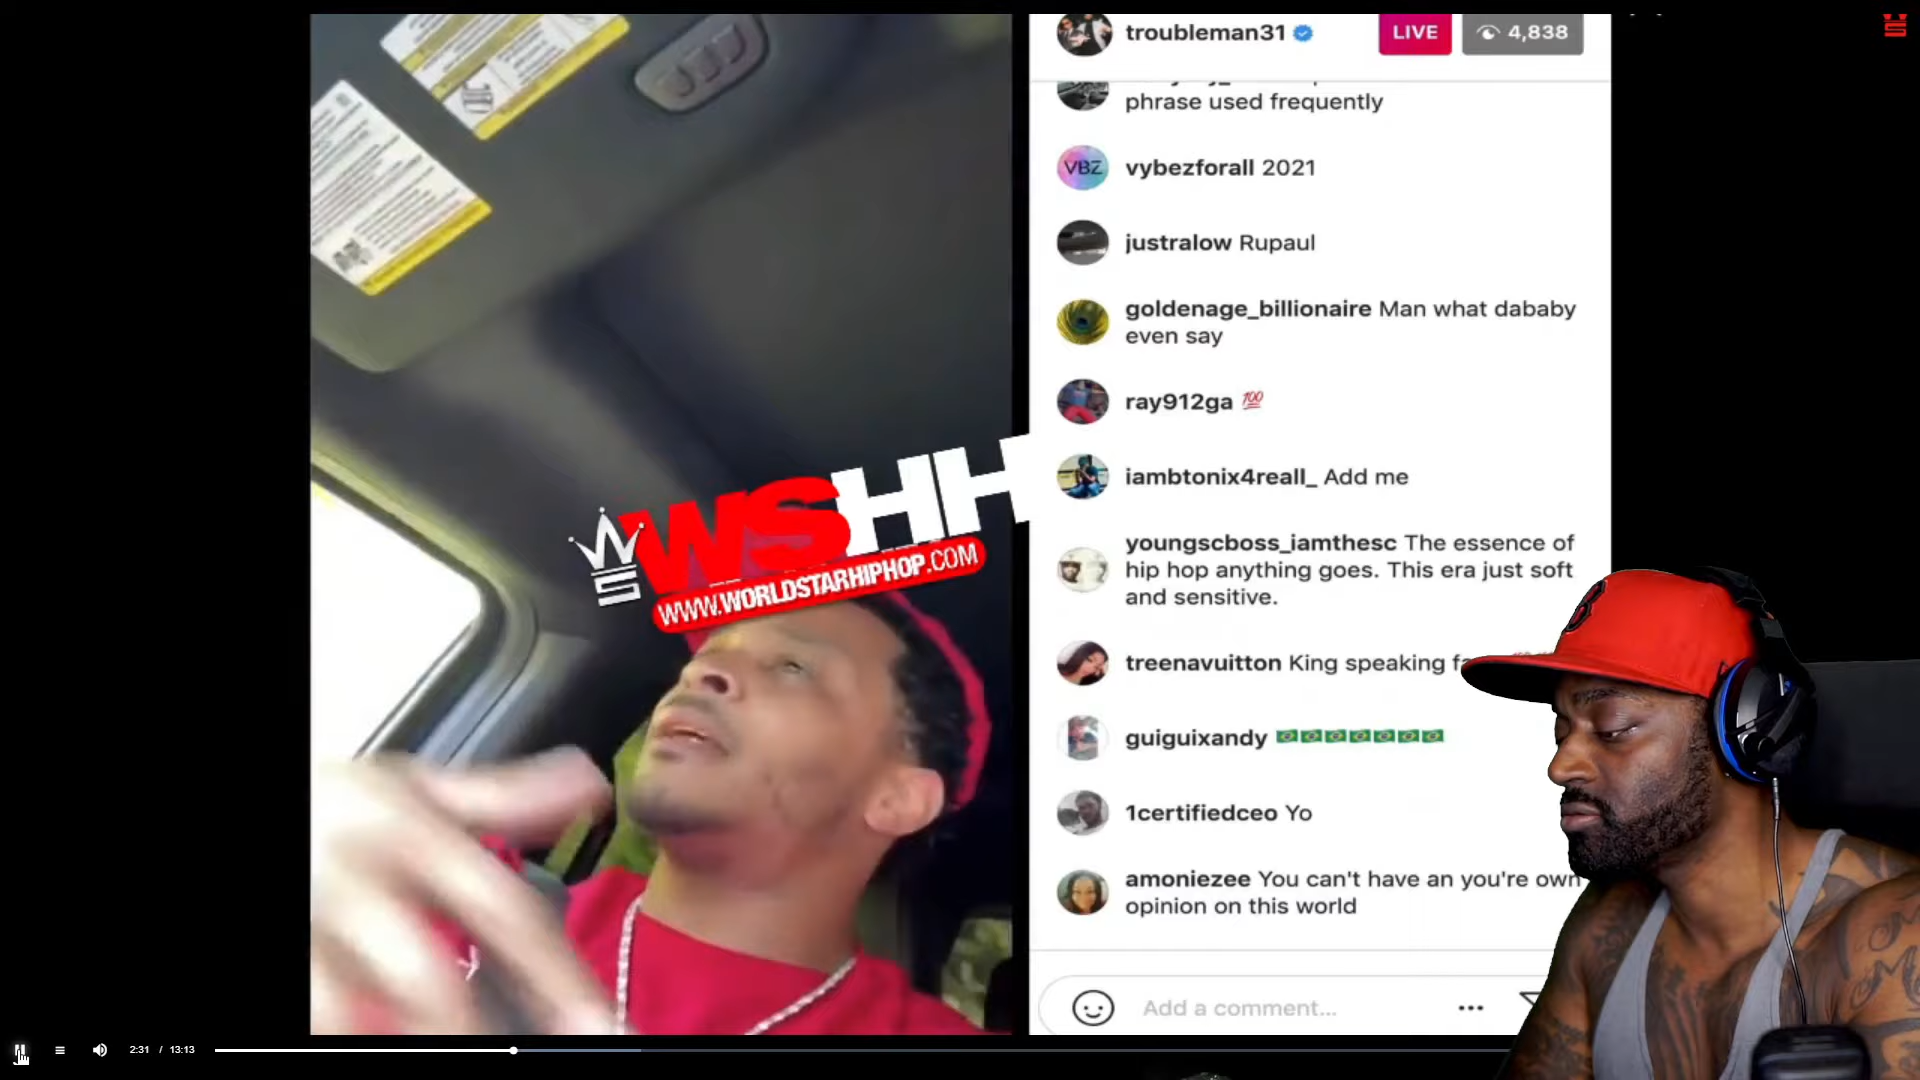 troubleman31
LIVE
4,838
phrase used frequently
VBZ
vybezforall 2021
justralow Rupaul
goldenage_billionaire Man what dababy
even say
ray912ga 💯
iambtonix4reall_ Add me
youngscboss_iamthesc The essence of
hip hop anything goes. This era just soft
and sensitive.
treenavuitton King speaking
guiguixandy 🇧🇷🇧🇷🇧🇷🇧🇷🇧🇷🇧🇷🇧🇷
1certifiedceo Yo
amoniezee You can't have an you're own
opinion on this world
Add a comment...
WSHH
WWW.WORLDSTARHIPHOP.COM
B
2:31 / 13:13